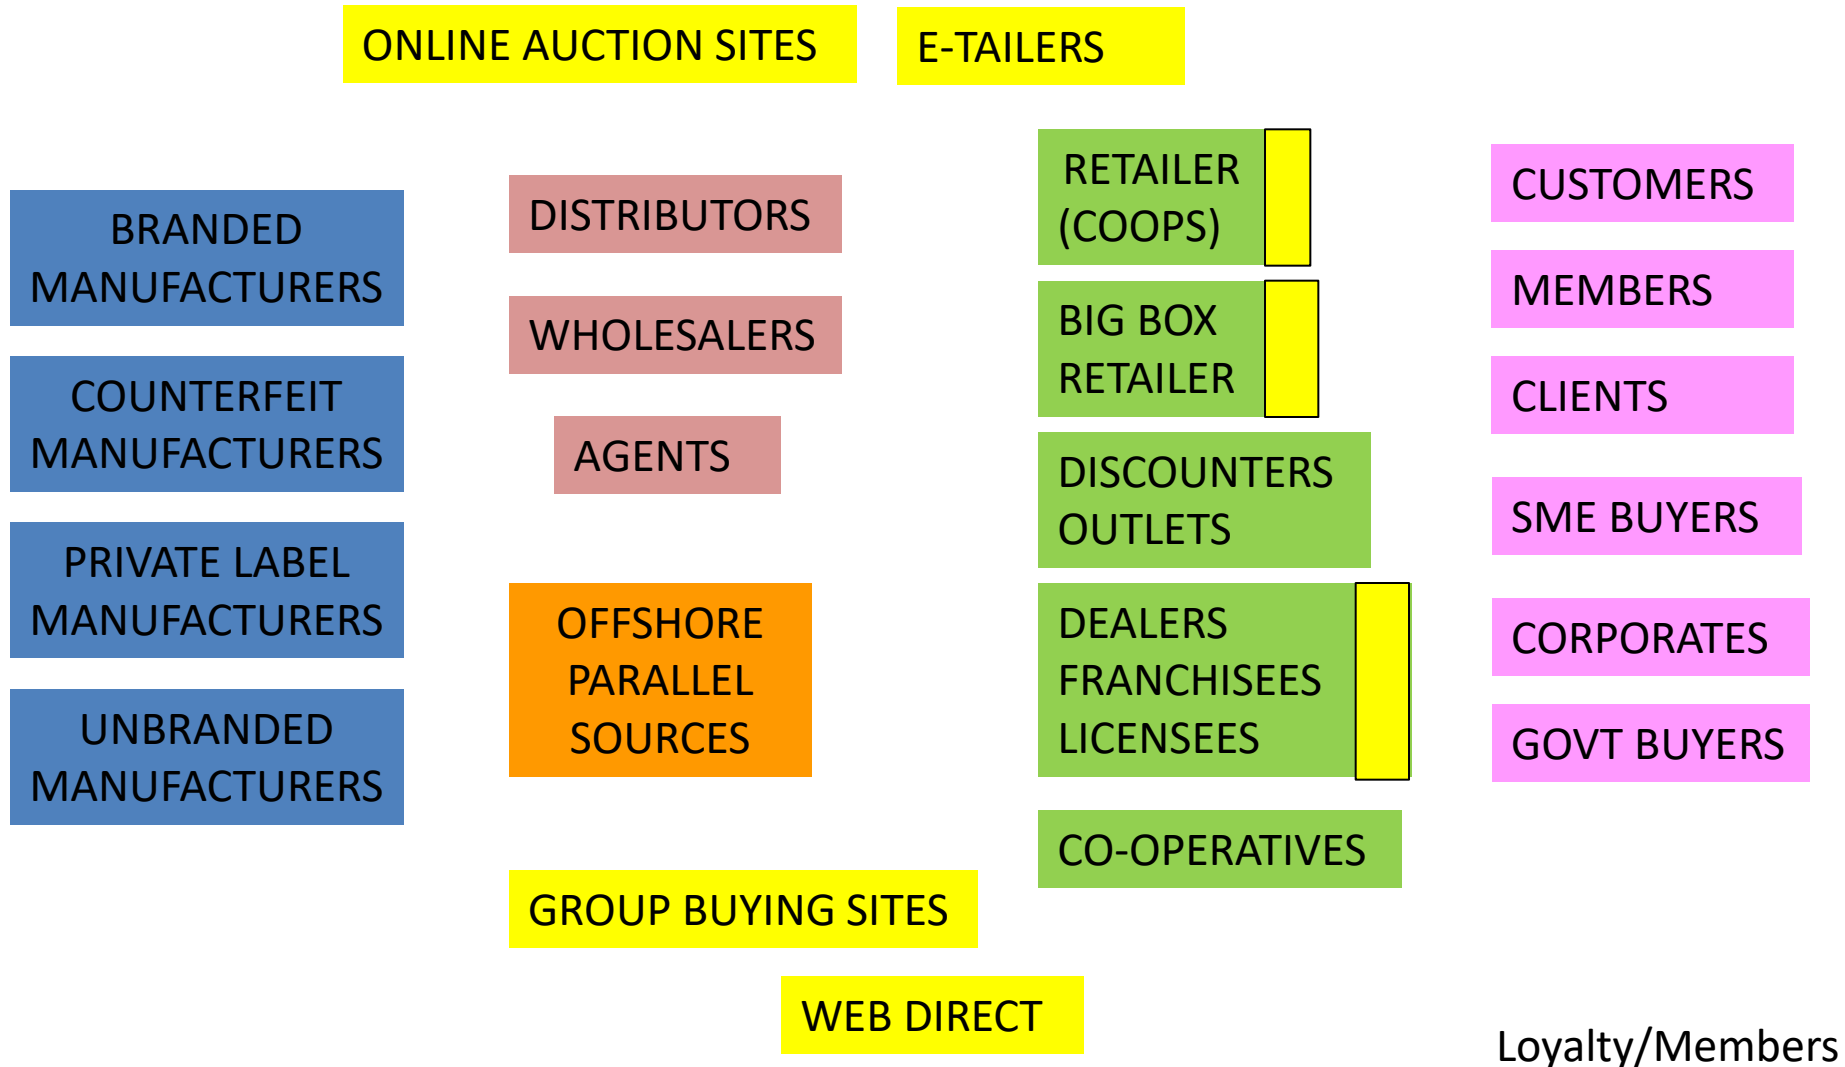 ONLINE AUCTION SITES
E-TAILERS
BRANDED
MANUFACTURERS
COUNTERFEIT
MANUFACTURERS
PRIVATE LABEL
MANUFACTURERS
UNBRANDED
MANUFACTURERS
DISTRIBUTORS
WHOLESALERS
AGENTS
OFFSHORE
PARALLEL
SOURCES
RETAILER
(COOPS)
BIG BOX
RETAILER
DISCOUNTERS
OUTLETS
DEALERS
FRANCHISEES
LICENSEES
CO-OPERATIVES
CUSTOMERS
MEMBERS
CLIENTS
SME BUYERS
CORPORATES
GOVT BUYERS
GROUP BUYING SITES
WEB DIRECT
Loyalty/Members